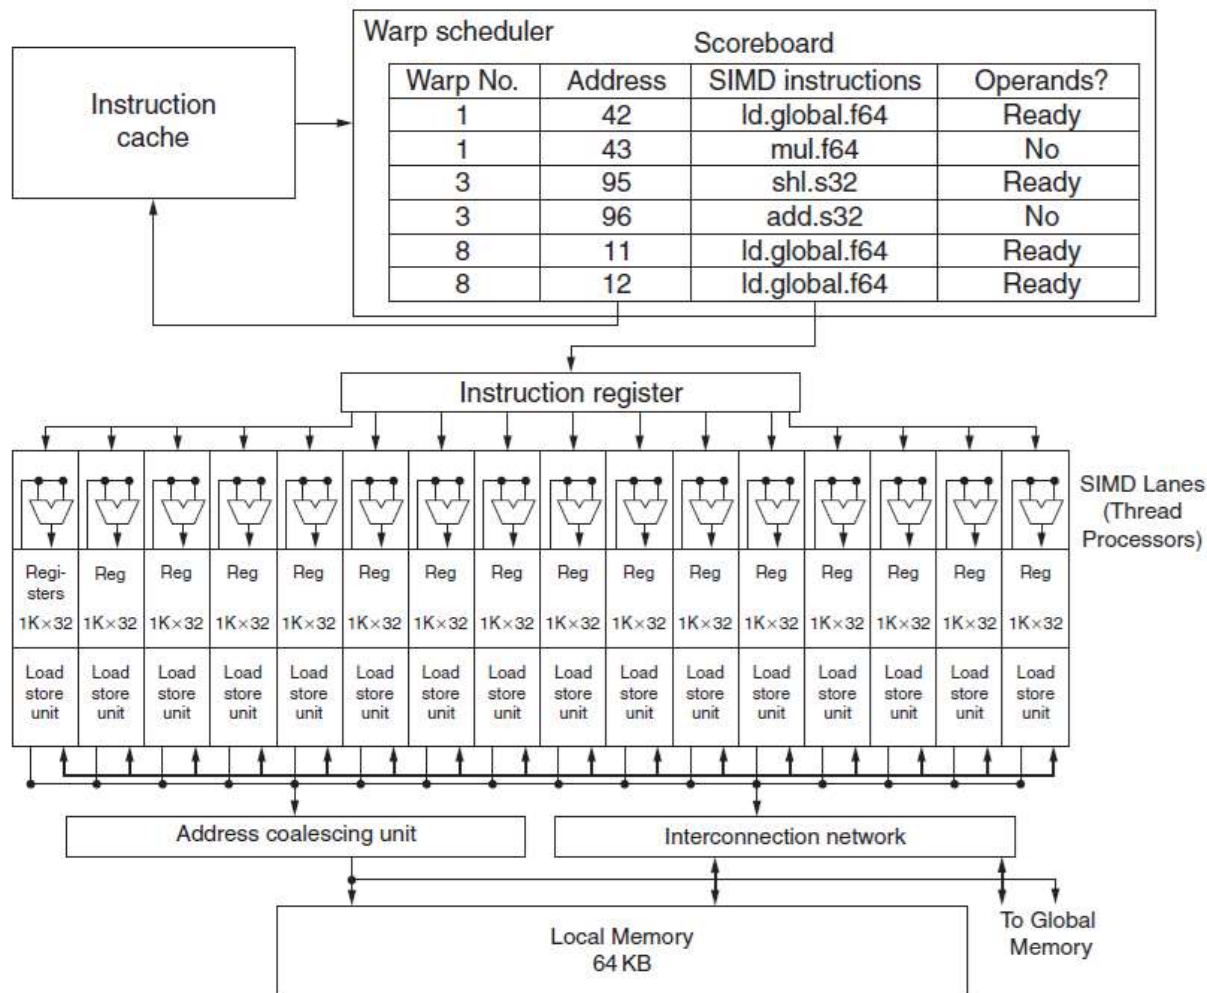 Warp scheduler
Scoreboard
Warp No. Address SIMD instructions Operands?
1 42 ld.global.f64 Ready
1 43 mul.f64 No
3 95 shl.s32 Ready
3 96 add.s32 No
8 11 ld.global.f64 Ready
8 12 ld.global.f64 Ready
Instruction
cache
Instruction register
SIMD Lanes
(Thread
Processors)
Regi- Reg Reg Reg Reg Reg Reg Reg Reg Reg Reg Reg Reg Reg Reg Reg
sters
1K×32 1K×32 1K×32 1K×32 1K×32 1K×32 1K×32 1K×32 1K×32 1K×32 1K×32 1K×32 1K×32 1K×32 1K×32 1K×32
Load Load Load Load Load Load Load Load Load Load Load Load Load Load Load Load
store store store store store store store store store store store store store store store store
unit unit unit unit unit unit unit unit unit unit unit unit unit unit unit unit
Address coalescing unit
Interconnection network
Local Memory
64 KB
To Global
Memory